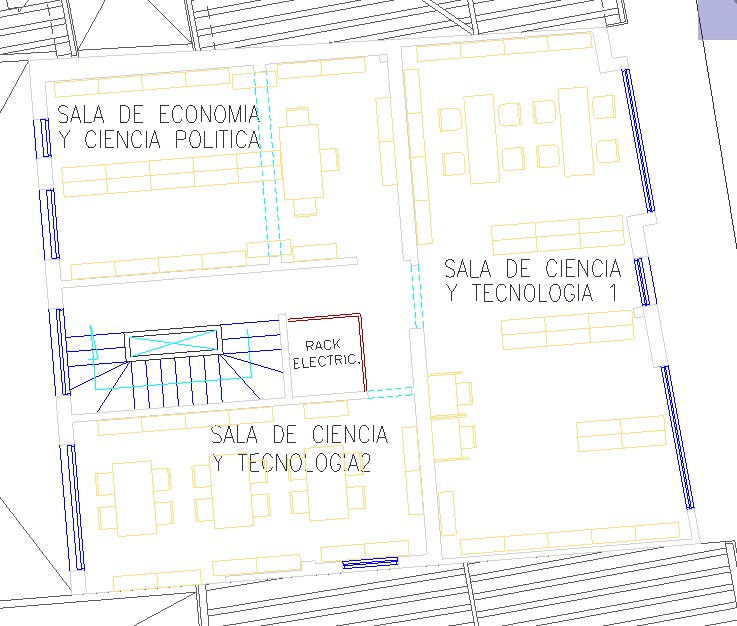 SALA DE ECONOMIA
Y CIENCIA POLITICA
SALA DE CIENCIA
Y TECNOLOGIA 1
RACK
ELECTRIC.
SALA DE CIENCIA
Y TECNOLOGIA2